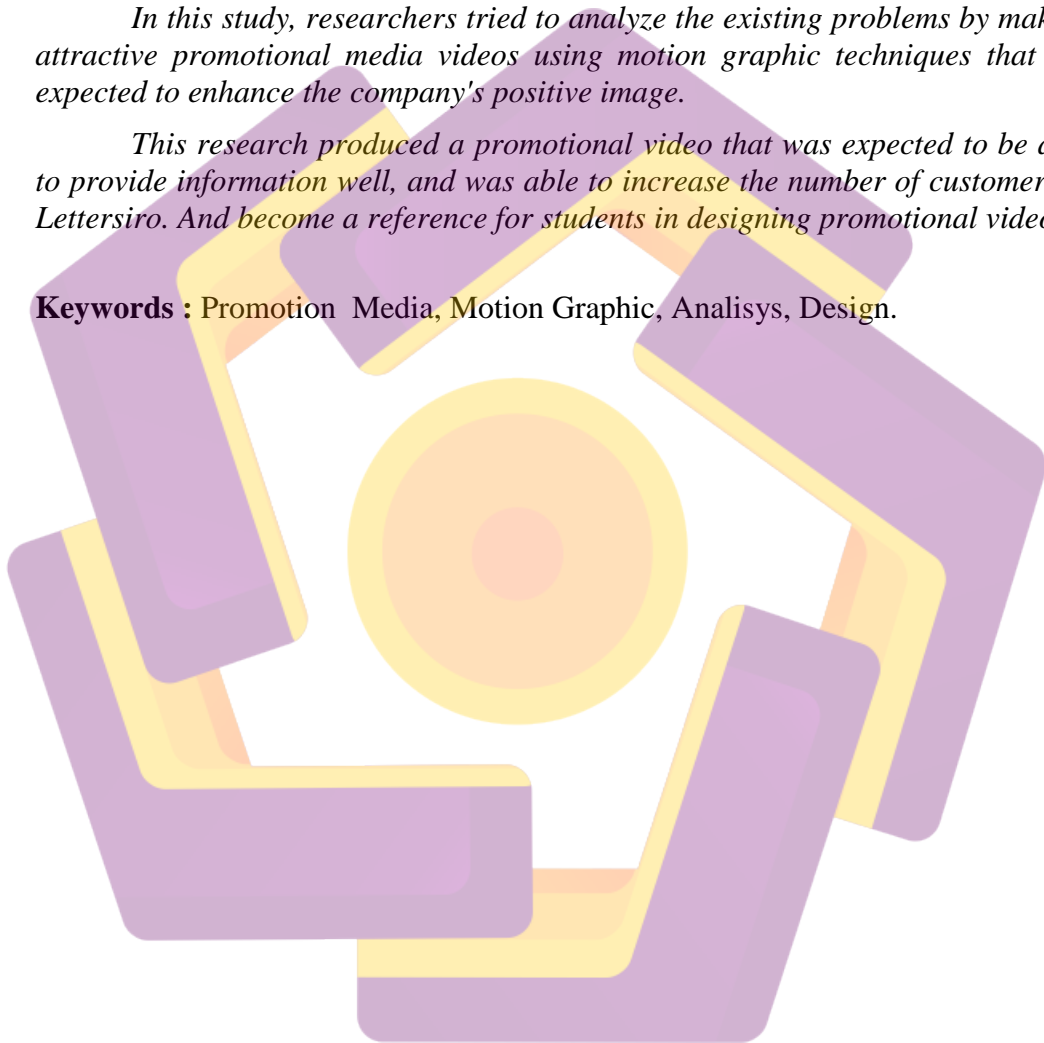 In this study, researchers tried to analyze the existing problems by mak
attractive promotional media videos using motion graphic techniques that
expected to enhance the company's positive image.
This research produced a promotional video that was expected to be a
to provide information well, and was able to increase the number of customer
Lettersiro. And become a reference for students in designing promotional vide
Keywords : Promotion Media, Motion Graphic, Analisys, Design.